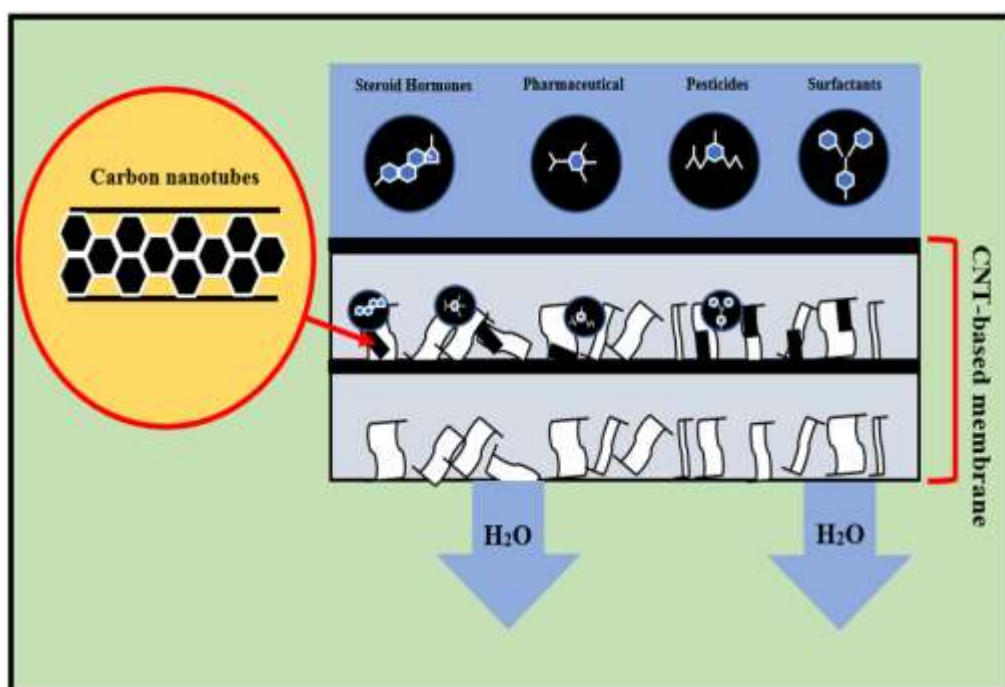 Steroid Hormones Pharmaceutical Pesticides Surfactants
Carbon nanotubes
CNT-based membrane
H₂O H₂O